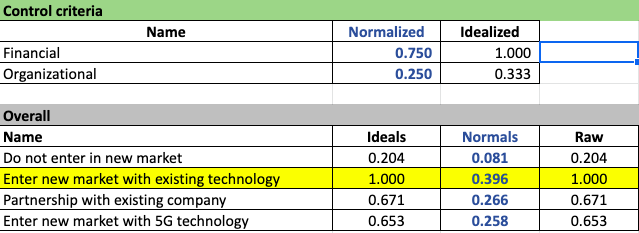 Control criteria
Name Normalized Idealized
Financial 0.750 1.000
Organizational 0.250 0.333
Overall
Name Ideals Normals Raw
Do not enter in new market 0.204 0.081 0.204
Enter new market with existing technology 1.000 0.396 1.000
Partnership with existing company 0.671 0.266 0.671
Enter new market with 5G technology 0.653 0.258 0.653